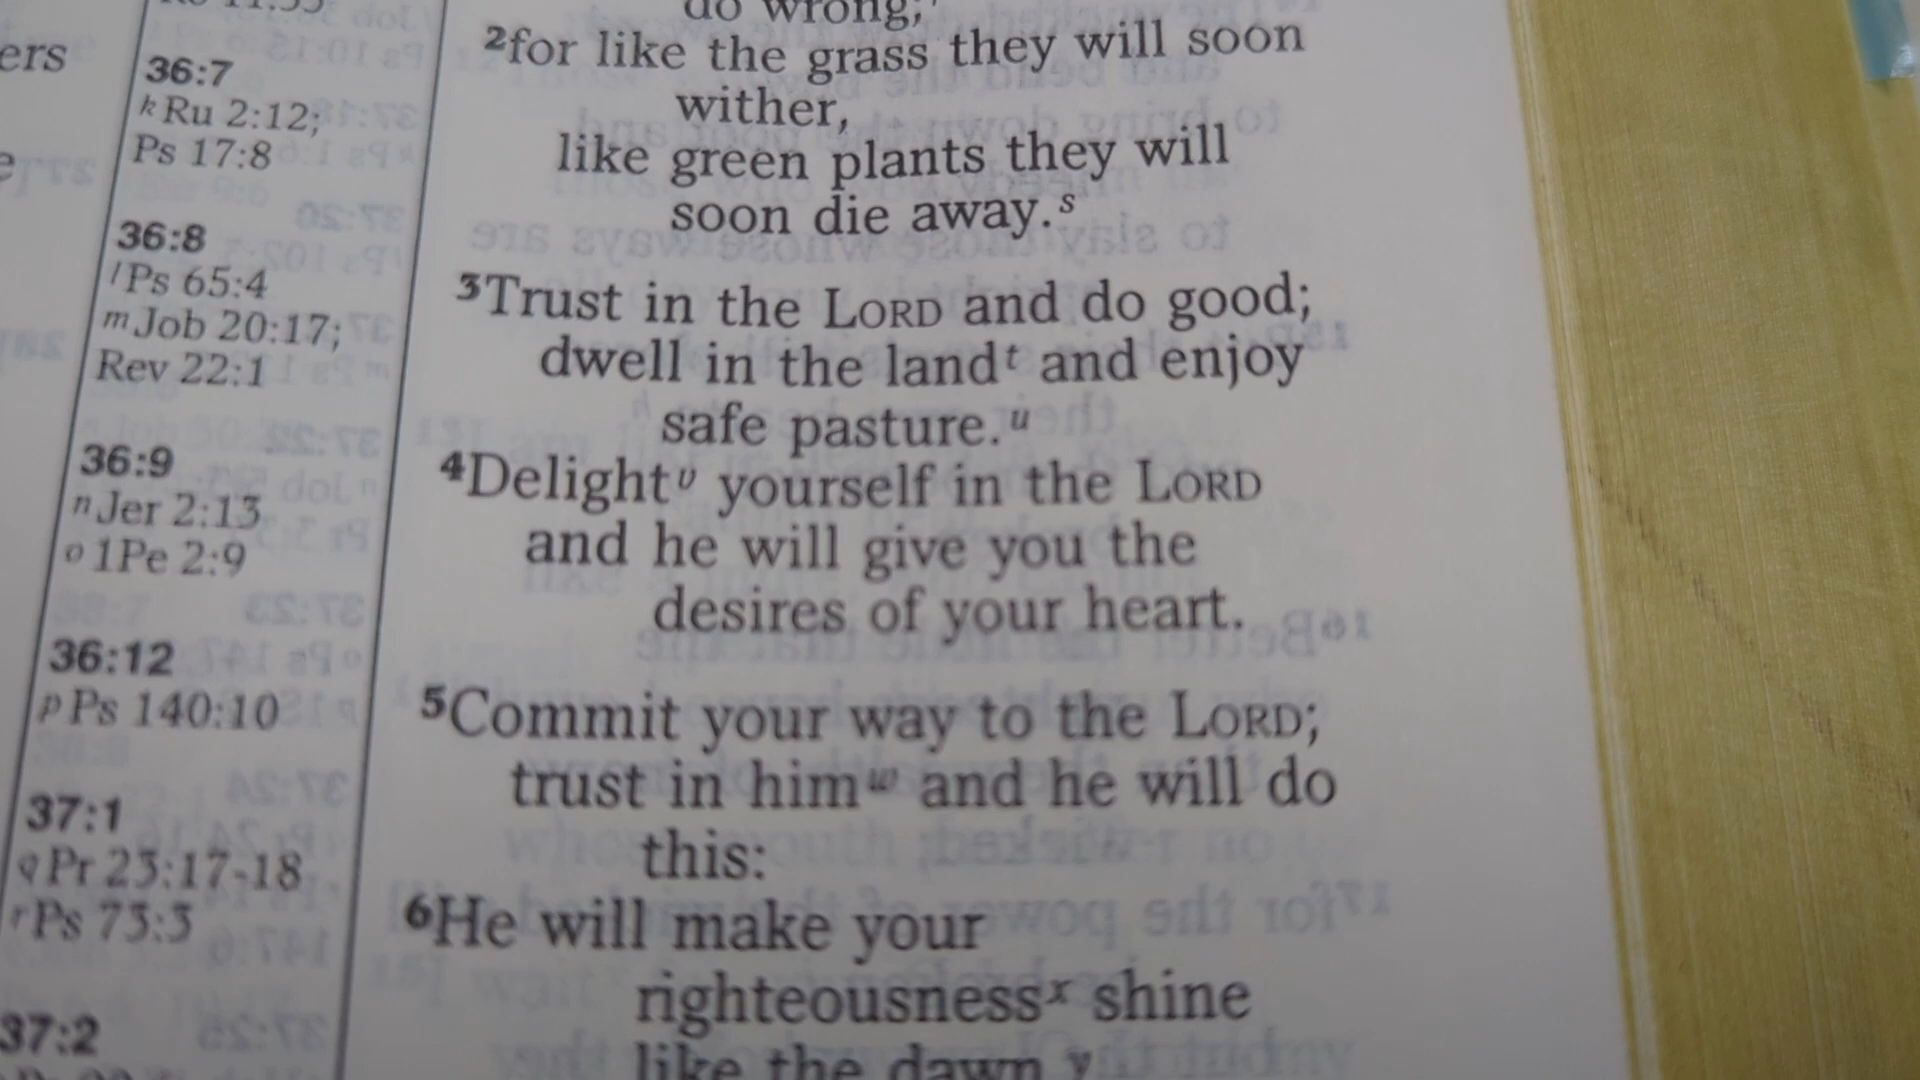 ers
36:7
k Ru 2:12;
Ps 17:8
36:8
l Ps 65:4
m Job 20:17;
Rev 22:1
36:9
n Jer 2:13
o 1Pe 2:9
36:12
p Ps 140:10
37:1
q Pr 23:17-18
r Ps 73:3
37:2
do wrong;
2for like the grass they will soon
wither,
like green plants they will
soon die away.s
3Trust in the LORD and do good;
dwell in the landt and enjoy
safe pasture.u
4Delightv yourself in the LORD
and he will give you the
desires of your heart.
5Commit your way to the LORD;
trust in himw and he will do
this:
6He will make your
righteousnessx shine
like the dawn,y